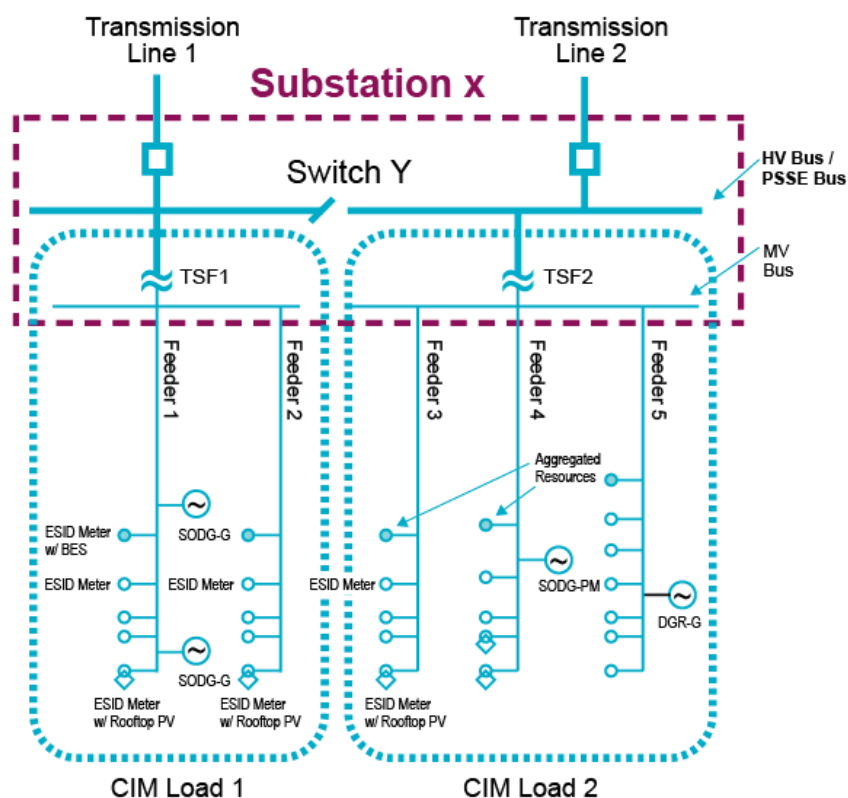 Transmission
Line 1
Transmission
Line 2
Substation x
Switch Y
HV Bus /
PSSE Bus
TSF1
TSF2
MV
Bus
Feeder 1
Feeder 2
Feeder 3
Feeder 4
Feeder 5
Aggregated
Resources
ESID Meter
w/ BES
SODG-G
ESID Meter
ESID Meter
ESID Meter
SODG-PM
DGR-G
SODG-G
ESID Meter
w/ Rooftop PV
ESID Meter
w/ Rooftop PV
ESID Meter
w/ Rooftop PV
CIM Load 1
CIM Load 2